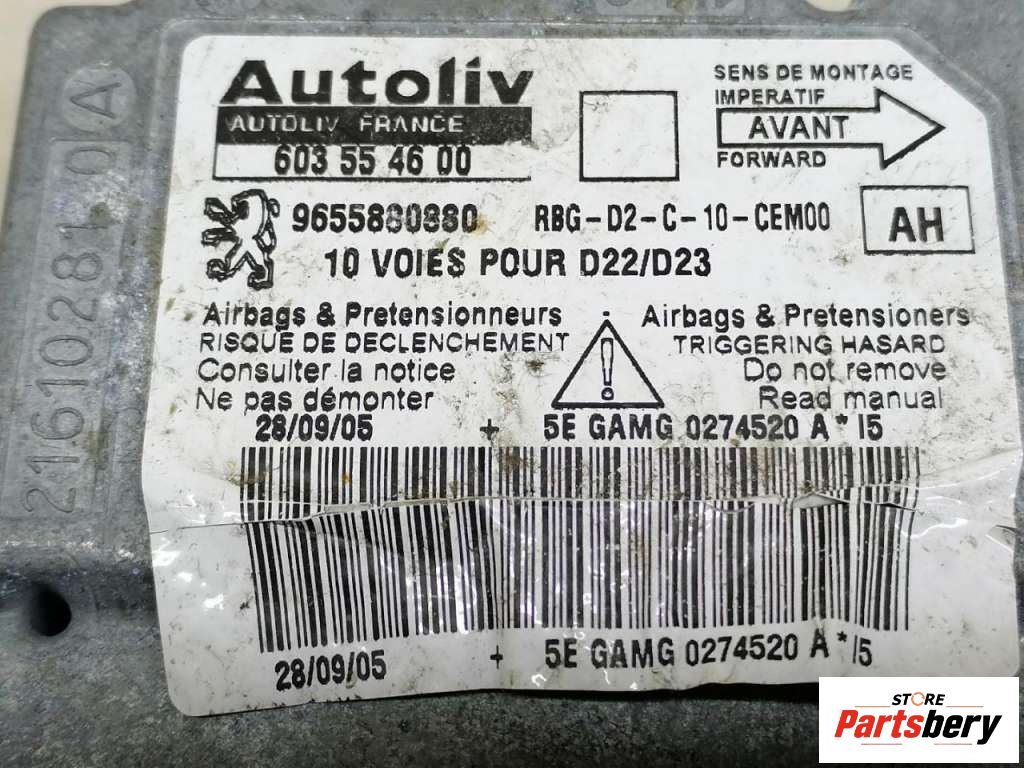 Autoliv
AUTOLIV FRANCE
603 55 46 00
SENS DE MONTAGE
IMPERATIF
AVANT
FORWARD
9655880880 RBG-D2-C-10-CEM00
AH
10 VOIES POUR D22/D23
Airbags & Pretensionneurs
RISQUE DE DECLENCHEMENT
Consulter la notice
Ne pas démonter
Airbags & Pretensioners
TRIGGERING HASARD
Do not remove
Read manual
28/09/05 + 5E GAMG 0274520 A*I5
28/09/05 + 5E GAMG 0274520 A*I5
A
STORE
Partsbery